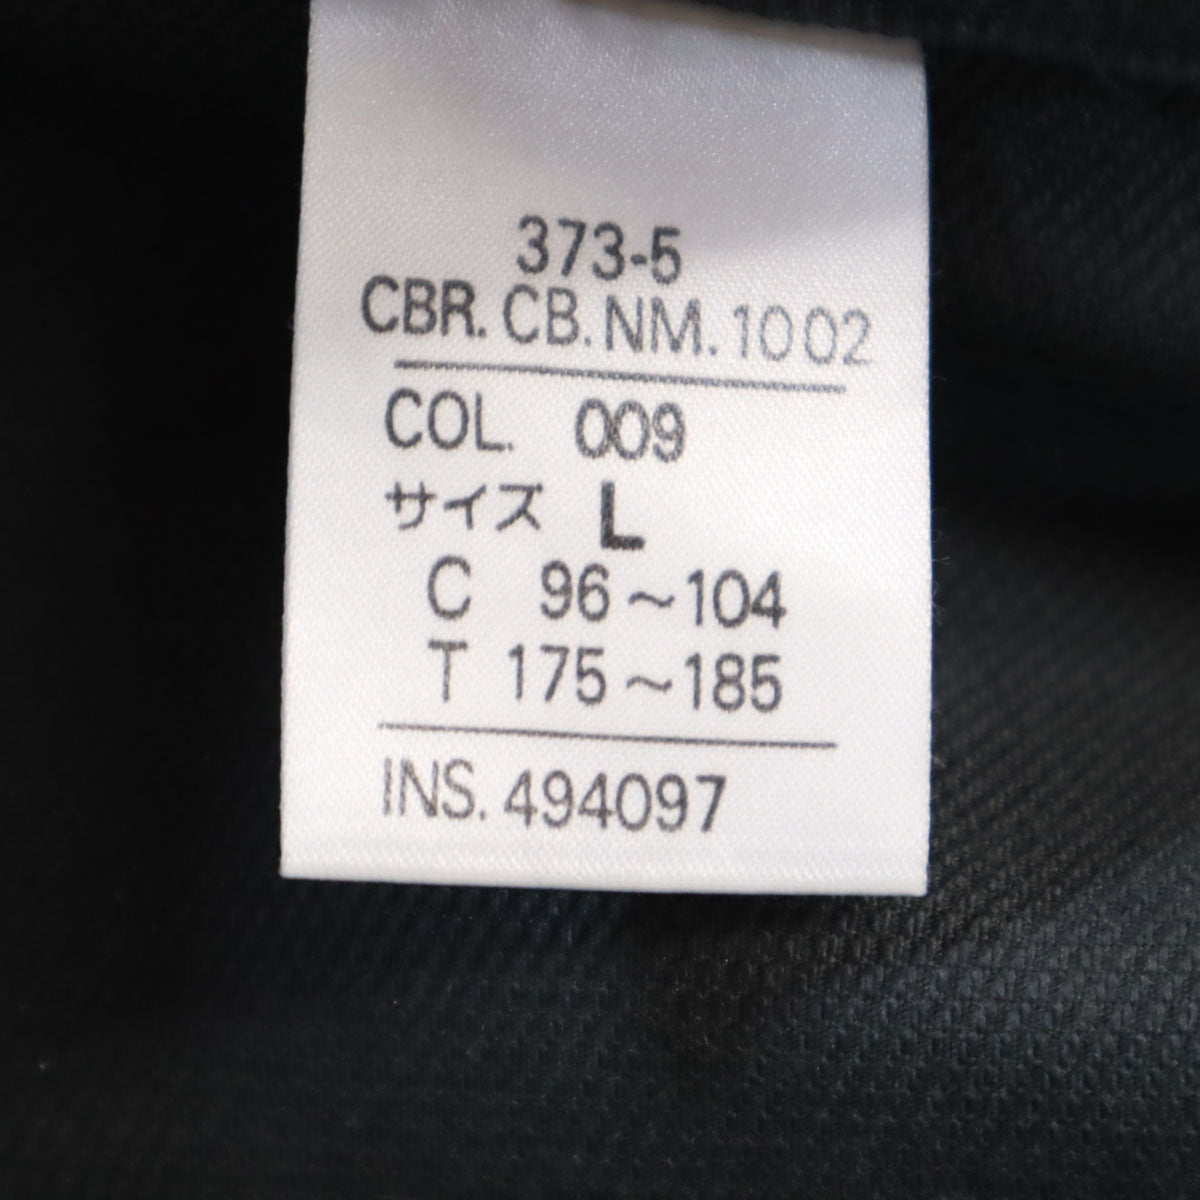 373-5
CBR. CB. NM. 1002
COL. 009
サイズ L
C 96～104
T 175～185
INS. 494097